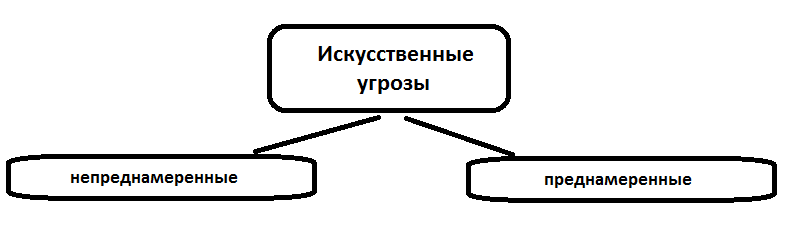 Искусственные
угрозы
непреднамеренные
преднамеренные